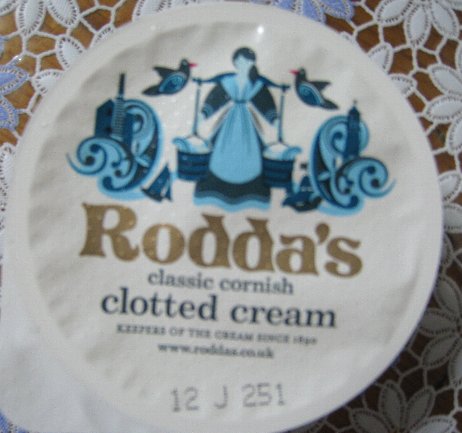 Rodda's
classic cornish
clotted cream
KEEPERS OF THE CREAM SINCE 1890
www.roddas.co.uk
12 J 251